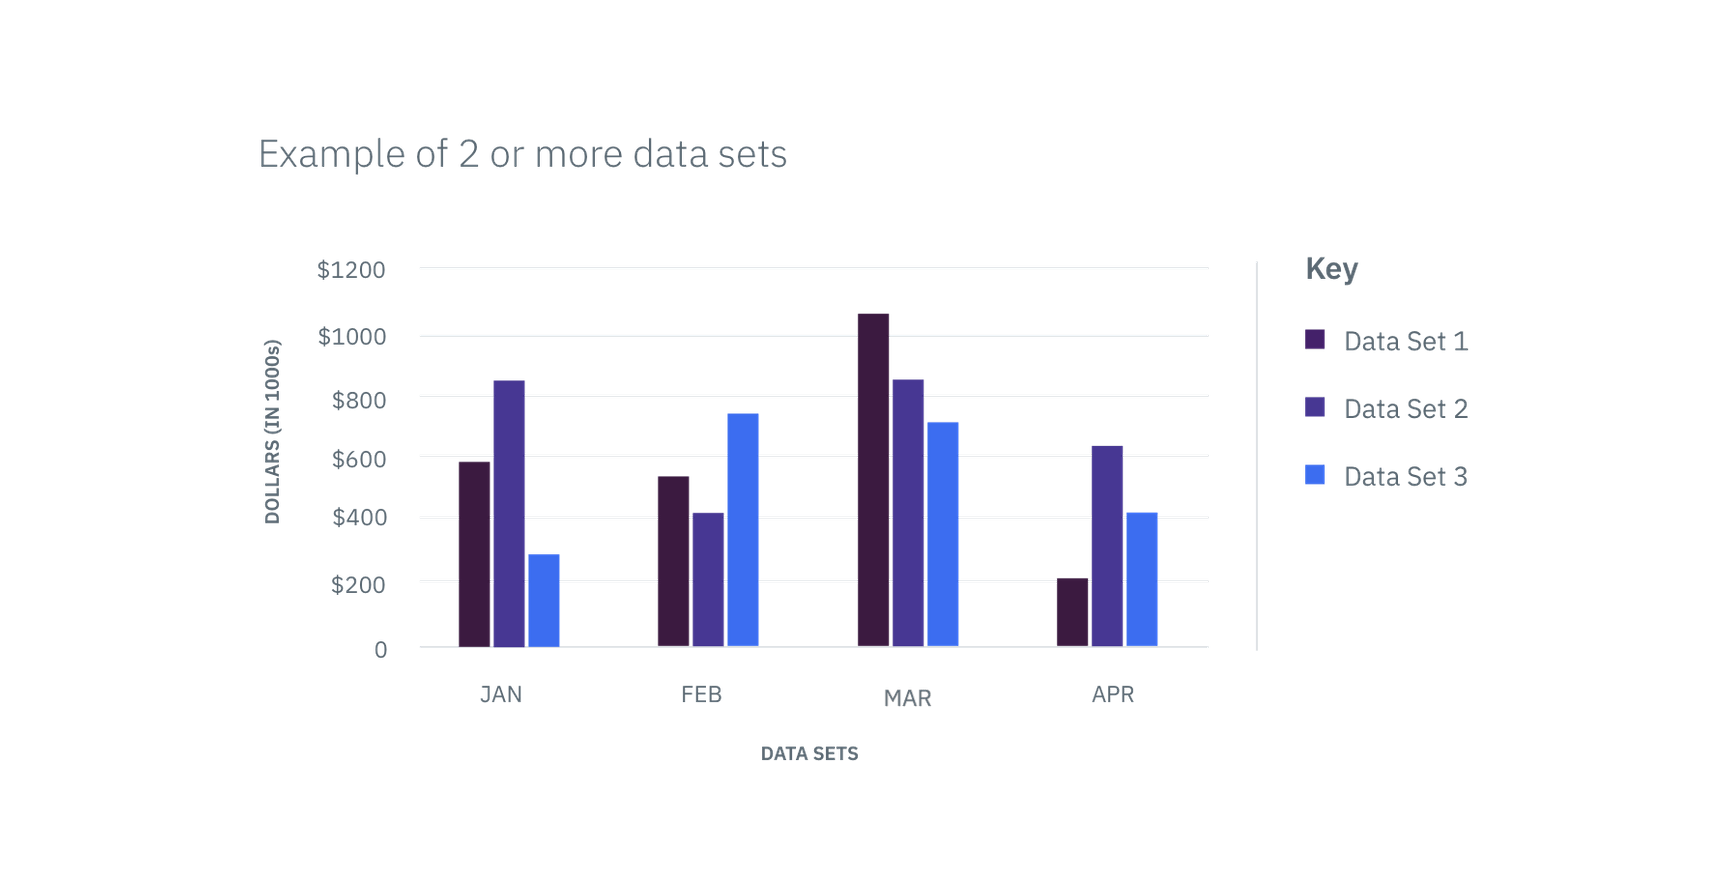 Example of 2 or more data sets
$1200
$1000
$800
$600
$400
$200
0
DOLLARS (IN 1000s)
JAN
FEB
MAR
APR
DATA SETS
Key
Data Set 1
Data Set 2
Data Set 3